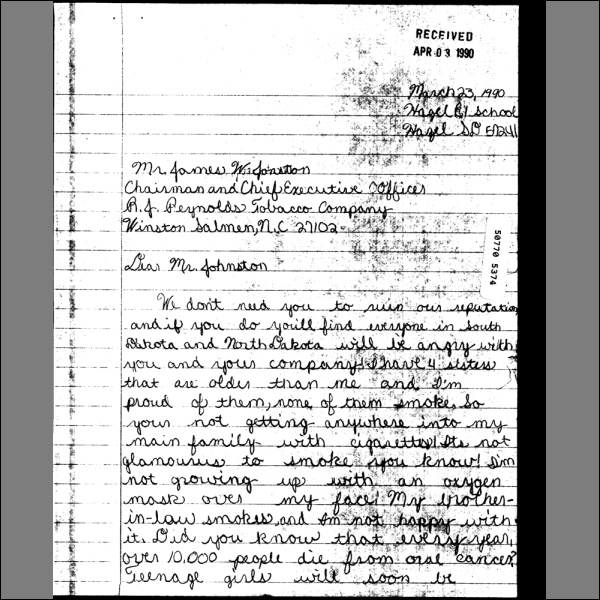 RECEIVED
APR 03 1990
March 23, 1990
Hazel El School
Hazel SD 57241
Mr. James W. Johnston
Chairman and Chief Executive Officer
R.J. Reynolds Tobacco Company
Winston Salmen, N.C 27102
Dear Mr. Johnston
50770 5374
We don't need you to ruin our reputation
and if you do you'll find everyone in South
Dakota and North Dakota will be angry with
you and your company! I have 4 sisters
that are older than me and I'm
proud of them, none of them smoke. So
your not getting anywhere into my
main family with cigarettes! Its not
glamourus to smoke you know! I'm
not growing up with an oxygen
mask over my face! My brother-
in-law smokes, and I'm not happy with
it. Did you know that every year,
over 10,000 people die from oral cancer?
Teenage girls will soon be